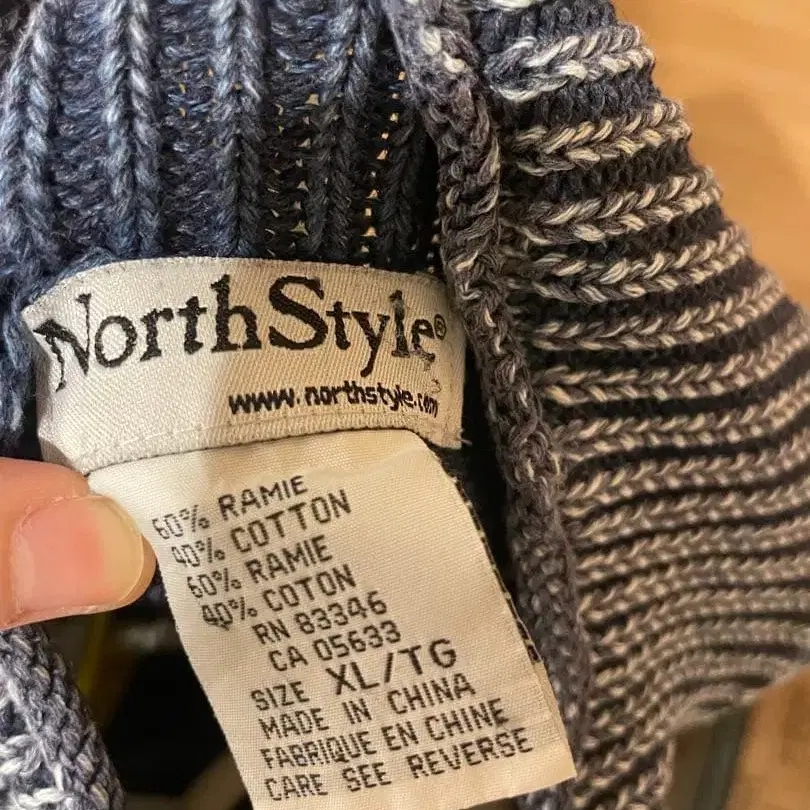 NorthStyle®
www.northstyle.com
60% RAMIE
40% COTTON
60% RAMIE
40% COTON
RN 83346
CA 05633
SIZE XL/TG
MADE IN CHINA
FABRIQUE EN CHINE
CARE SEE REVERSE